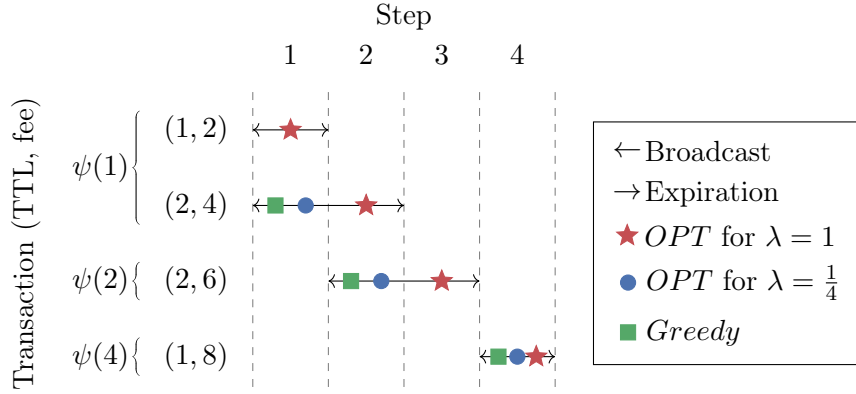 Step
1 2 3 4
Transaction (TTL, fee)
ψ(1){ (1, 2)
(2, 4)
ψ(2){ (2, 6)
ψ(4){ (1, 8)
←Broadcast
→Expiration
OPT for λ = 1
OPT for λ = 1/4
Greedy